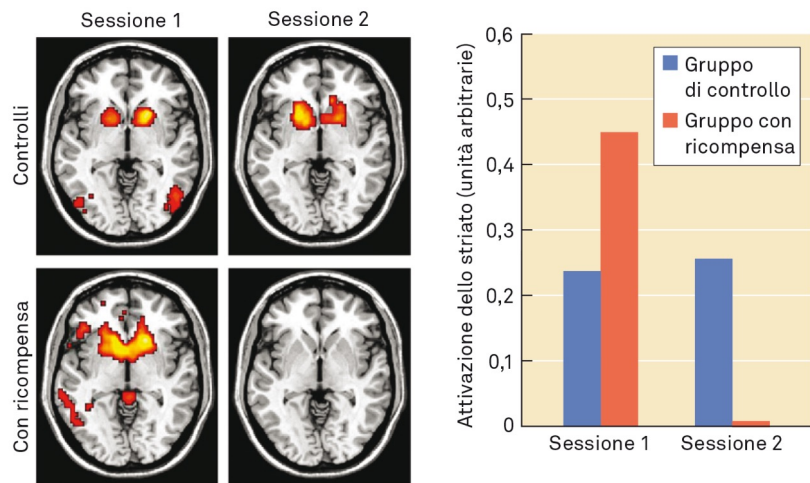 Sessione 1
Sessione 2
Controlli
Con ricompensa
Attivazione dello striato (unità arbitrarie)
0,6
0,5
0,4
0,3
0,2
0,1
0
Gruppo
di controllo
Gruppo con
ricompensa
Sessione 1
Sessione 2